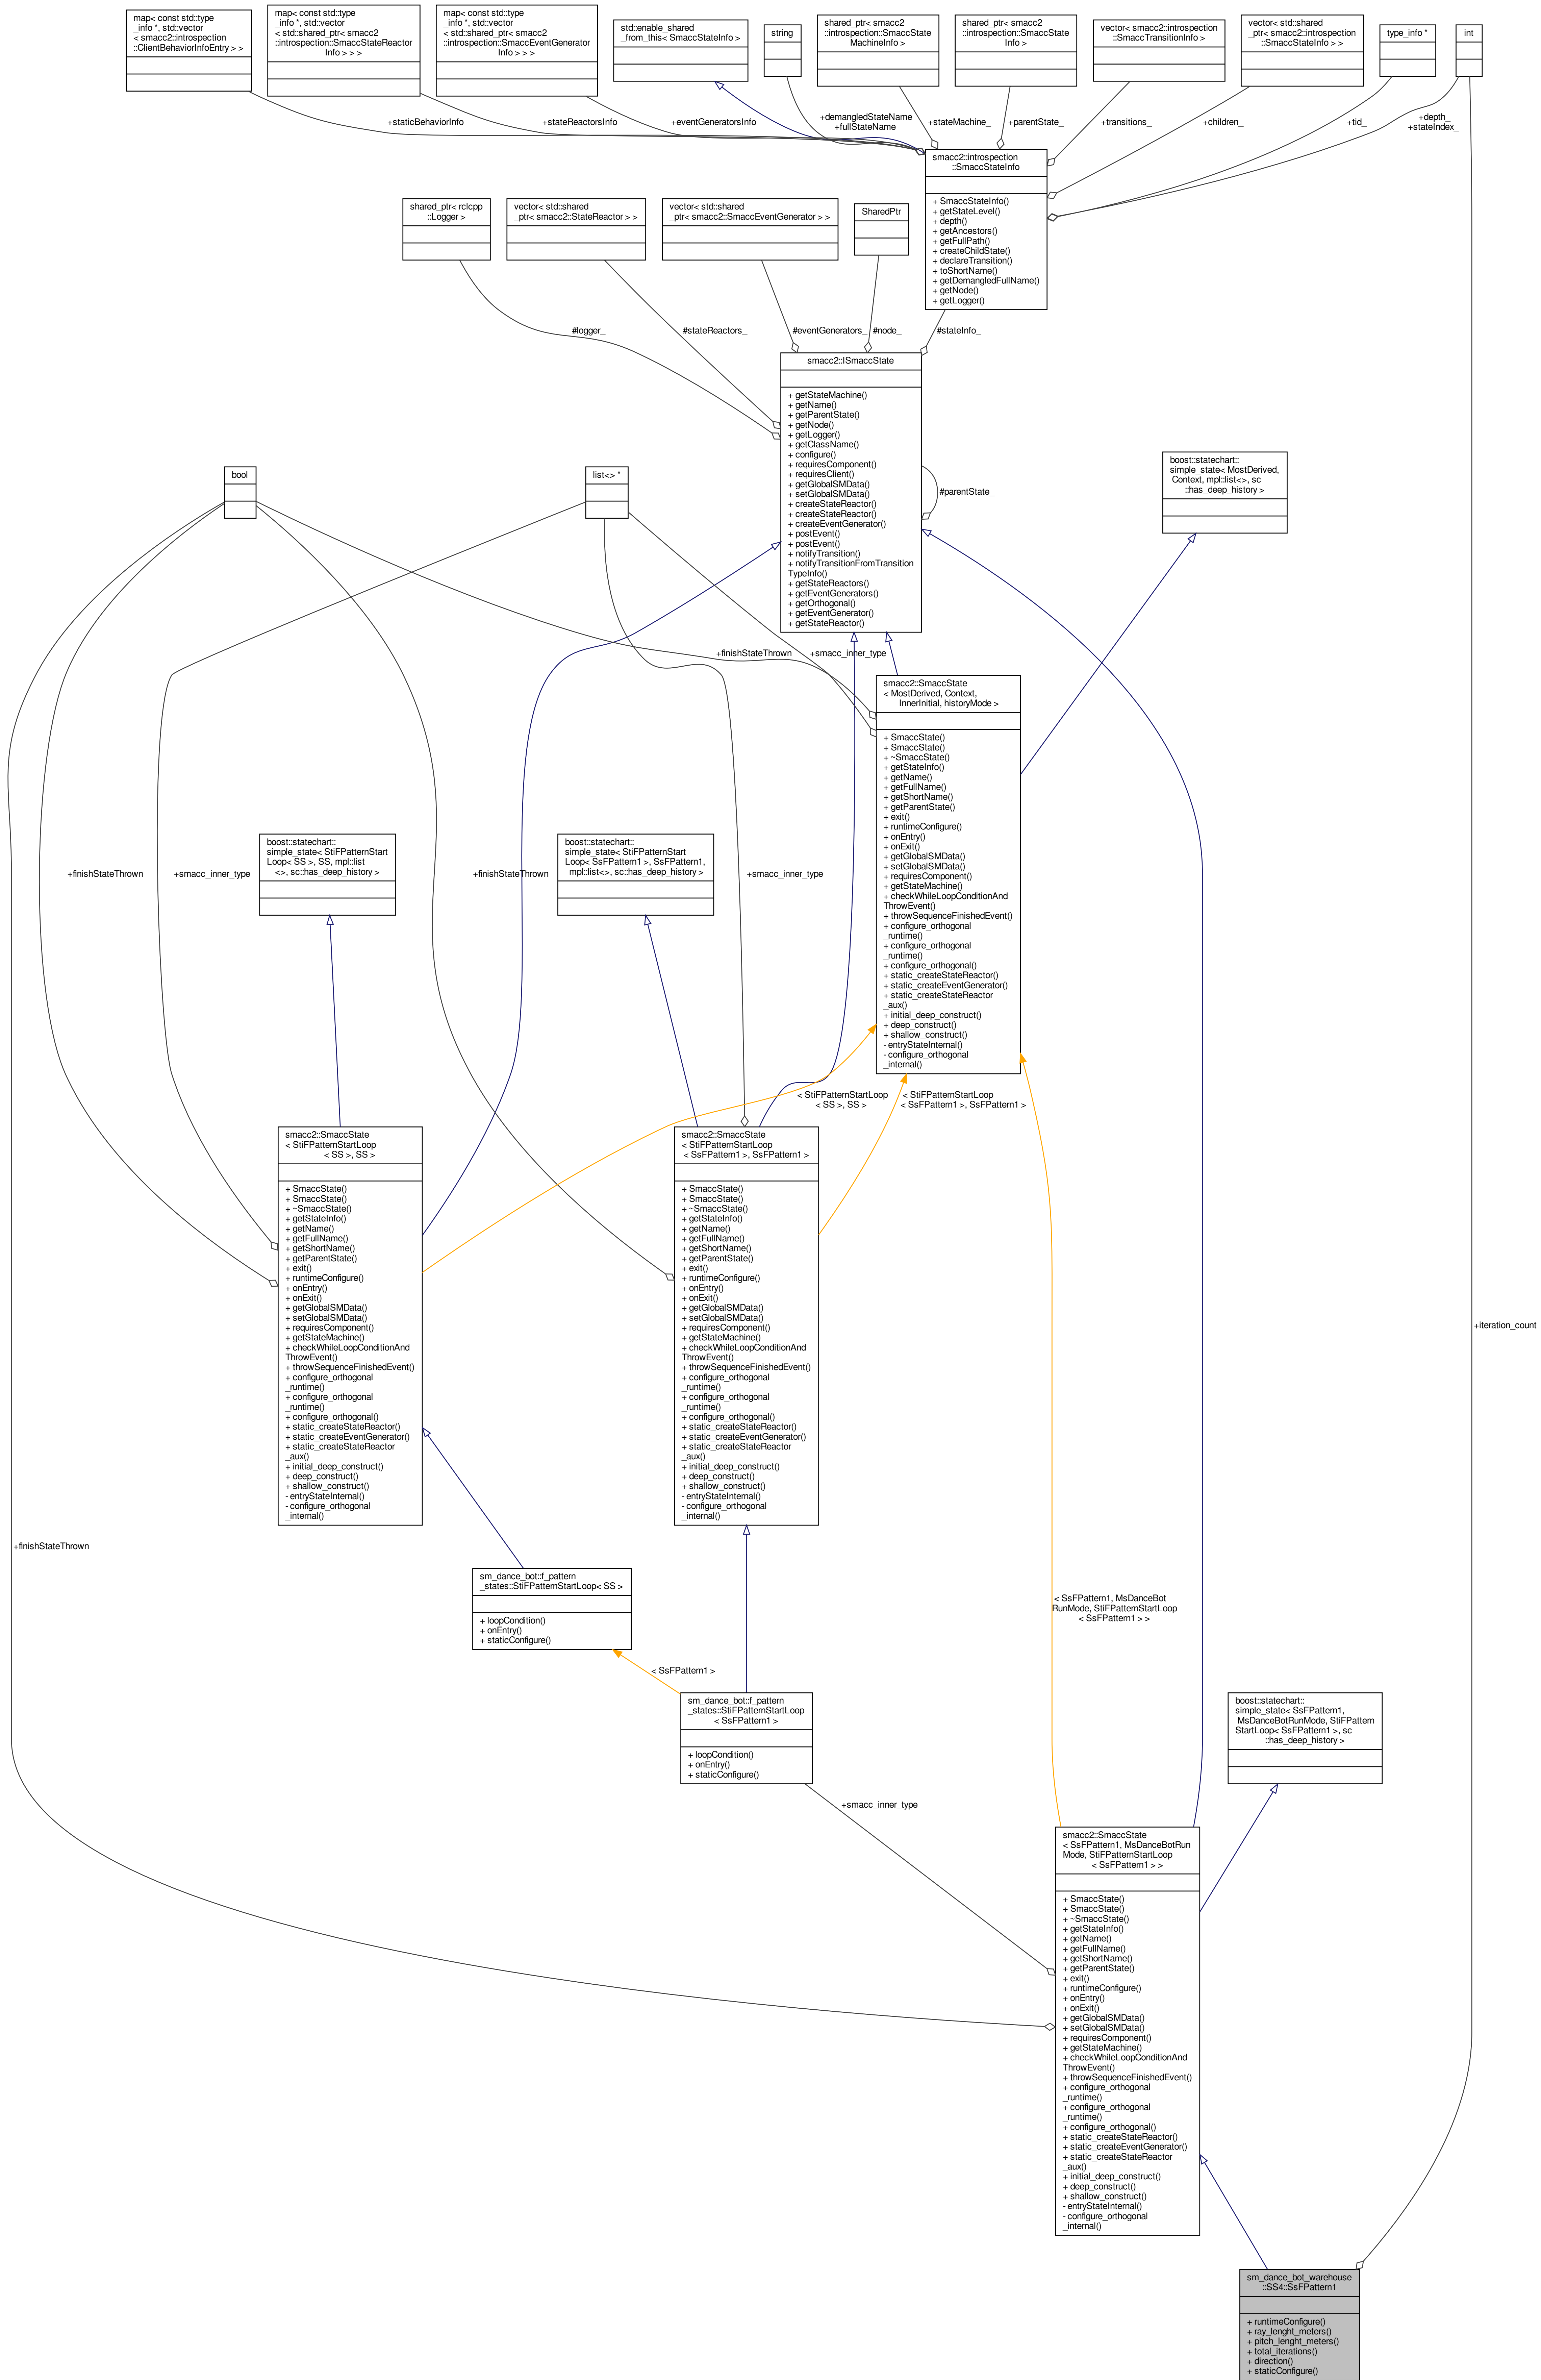 map< const std::type
_info *, std::vector
< smacc2::introspection
::ClientBehaviorInfoEntry > >
map< const std::type
_info *, std::vector
< std::shared_ptr< smacc2
::introspection::SmaccStateReactor
Info > > >
map< const std::type
_info *, std::vector
< std::shared_ptr< smacc2
::introspection::SmaccEventGenerator
Info > > >
std::enable_shared
_from_this< SmaccStateInfo >
string
shared_ptr< smacc2
::introspection::SmaccState
MachineInfo >
shared_ptr< smacc2
::introspection::SmaccState
Info >
vector< smacc2::introspection
::SmaccTransitionInfo >
vector< std::shared
_ptr< smacc2::introspection
::SmaccStateInfo > >
type_info *
int
+staticBehaviorInfo
+stateReactorsInfo
+eventGeneratorsInfo
+demangledStateName
+fullStateName
+stateMachine_
+parentState_
+transitions_
+children_
+tid_
+depth_
+stateIndex_
smacc2::introspection
::SmaccStateInfo
+ SmaccStateInfo()
+ getStateLevel()
+ depth()
+ getAncestors()
+ getFullPath()
+ createChildState()
+ declareTransition()
+ toShortName()
+ getDemangledFullName()
+ getNode()
+ getLogger()
shared_ptr< rclcpp
::Logger >
vector< std::shared
_ptr< smacc2::StateReactor > >
vector< std::shared
_ptr< smacc2::SmaccEventGenerator > >
SharedPtr
#logger_
#stateReactors_
#eventGenerators_
#node_
#stateInfo_
smacc2::ISmaccState
+ getStateMachine()
+ getName()
+ getParentState()
+ getNode()
+ getLogger()
+ getClassName()
+ configure()
+ requiresComponent()
+ requiresClient()
+ getGlobalSMData()
+ setGlobalSMData()
+ createStateReactor()
+ createStateReactor()
+ createEventGenerator()
+ postEvent()
+ postEvent()
+ notifyTransition()
+ notifyTransitionFromTransition
TypeInfo()
+ getStateReactors()
+ getEventGenerators()
+ getOrthogonal()
+ getEventGenerator()
+ getStateReactor()
#parentState_
bool
list<> *
boost::statechart::
simple_state< MostDerived,
Context, mpl::list<>, sc
::has_deep_history >
+finishStateThrown
+smacc_inner_type
smacc2::SmaccState
< MostDerived, Context,
InnerInitial, historyMode >
+ SmaccState()
+ SmaccState()
+ ~SmaccState()
+ getStateInfo()
+ getName()
+ getFullName()
+ getShortName()
+ getParentState()
+ exit()
+ runtimeConfigure()
+ onEntry()
+ onExit()
+ getGlobalSMData()
+ setGlobalSMData()
+ requiresComponent()
+ getStateMachine()
+ checkWhileLoopConditionAnd
ThrowEvent()
+ throwSequenceFinishedEvent()
+ configure_orthogonal
_runtime()
+ configure_orthogonal
_runtime()
+ configure_orthogonal()
+ static_createStateReactor()
+ static_createEventGenerator()
+ static_createStateReactor
_aux()
+ initial_deep_construct()
+ deep_construct()
+ shallow_construct()
- entryStateInternal()
- configure_orthogonal
_internal()
boost::statechart::
simple_state< StiFPatternStart
Loop< SS >, SS, mpl::list
<>, sc::has_deep_history >
boost::statechart::
simple_state< StiFPatternStart
Loop< SsFPattern1 >, SsFPattern1,
mpl::list<>, sc::has_deep_history >
+finishStateThrown
+smacc_inner_type
+finishStateThrown
+smacc_inner_type
< StiFPatternStartLoop
< SS >, SS >
< StiFPatternStartLoop
< SsFPattern1 >, SsFPattern1 >
smacc2::SmaccState
< StiFPatternStartLoop
< SS >, SS >
+ SmaccState()
+ SmaccState()
+ ~SmaccState()
+ getStateInfo()
+ getName()
+ getFullName()
+ getShortName()
+ getParentState()
+ exit()
+ runtimeConfigure()
+ onEntry()
+ onExit()
+ getGlobalSMData()
+ setGlobalSMData()
+ requiresComponent()
+ getStateMachine()
+ checkWhileLoopConditionAnd
ThrowEvent()
+ throwSequenceFinishedEvent()
+ configure_orthogonal
_runtime()
+ configure_orthogonal
_runtime()
+ configure_orthogonal()
+ static_createStateReactor()
+ static_createEventGenerator()
+ static_createStateReactor
_aux()
+ initial_deep_construct()
+ deep_construct()
+ shallow_construct()
- entryStateInternal()
- configure_orthogonal
_internal()
smacc2::SmaccState
< StiFPatternStartLoop
< SsFPattern1 >, SsFPattern1 >
+ SmaccState()
+ SmaccState()
+ ~SmaccState()
+ getStateInfo()
+ getName()
+ getFullName()
+ getShortName()
+ getParentState()
+ exit()
+ runtimeConfigure()
+ onEntry()
+ onExit()
+ getGlobalSMData()
+ setGlobalSMData()
+ requiresComponent()
+ getStateMachine()
+ checkWhileLoopConditionAnd
ThrowEvent()
+ throwSequenceFinishedEvent()
+ configure_orthogonal
_runtime()
+ configure_orthogonal
_runtime()
+ configure_orthogonal()
+ static_createStateReactor()
+ static_createEventGenerator()
+ static_createStateReactor
_aux()
+ initial_deep_construct()
+ deep_construct()
+ shallow_construct()
- entryStateInternal()
- configure_orthogonal
_internal()
+iteration_count
+finishStateThrown
sm_dance_bot::f_pattern
_states::StiFPatternStartLoop< SS >
+ loopCondition()
+ onEntry()
+ staticConfigure()
< SsFPattern1, MsDanceBot
RunMode, StiFPatternStartLoop
< SsFPattern1 > >
< SsFPattern1 >
sm_dance_bot::f_pattern
_states::StiFPatternStartLoop
< SsFPattern1 >
+ loopCondition()
+ onEntry()
+ staticConfigure()
boost::statechart::
simple_state< SsFPattern1,
MsDanceBotRunMode, StiFPattern
StartLoop< SsFPattern1 >, sc
::has_deep_history >
+smacc_inner_type
smacc2::SmaccState
< SsFPattern1, MsDanceBotRun
Mode, StiFPatternStartLoop
< SsFPattern1 > >
+ SmaccState()
+ SmaccState()
+ ~SmaccState()
+ getStateInfo()
+ getName()
+ getFullName()
+ getShortName()
+ getParentState()
+ exit()
+ runtimeConfigure()
+ onEntry()
+ onExit()
+ getGlobalSMData()
+ setGlobalSMData()
+ requiresComponent()
+ getStateMachine()
+ checkWhileLoopConditionAnd
ThrowEvent()
+ throwSequenceFinishedEvent()
+ configure_orthogonal
_runtime()
+ configure_orthogonal
_runtime()
+ configure_orthogonal()
+ static_createStateReactor()
+ static_createEventGenerator()
+ static_createStateReactor
_aux()
+ initial_deep_construct()
+ deep_construct()
+ shallow_construct()
- entryStateInternal()
- configure_orthogonal
_internal()
sm_dance_bot_warehouse
::SS4::SsFPattern1
+ runtimeConfigure()
+ ray_lenght_meters()
+ pitch_lenght_meters()
+ total_iterations()
+ direction()
+ staticConfigure()